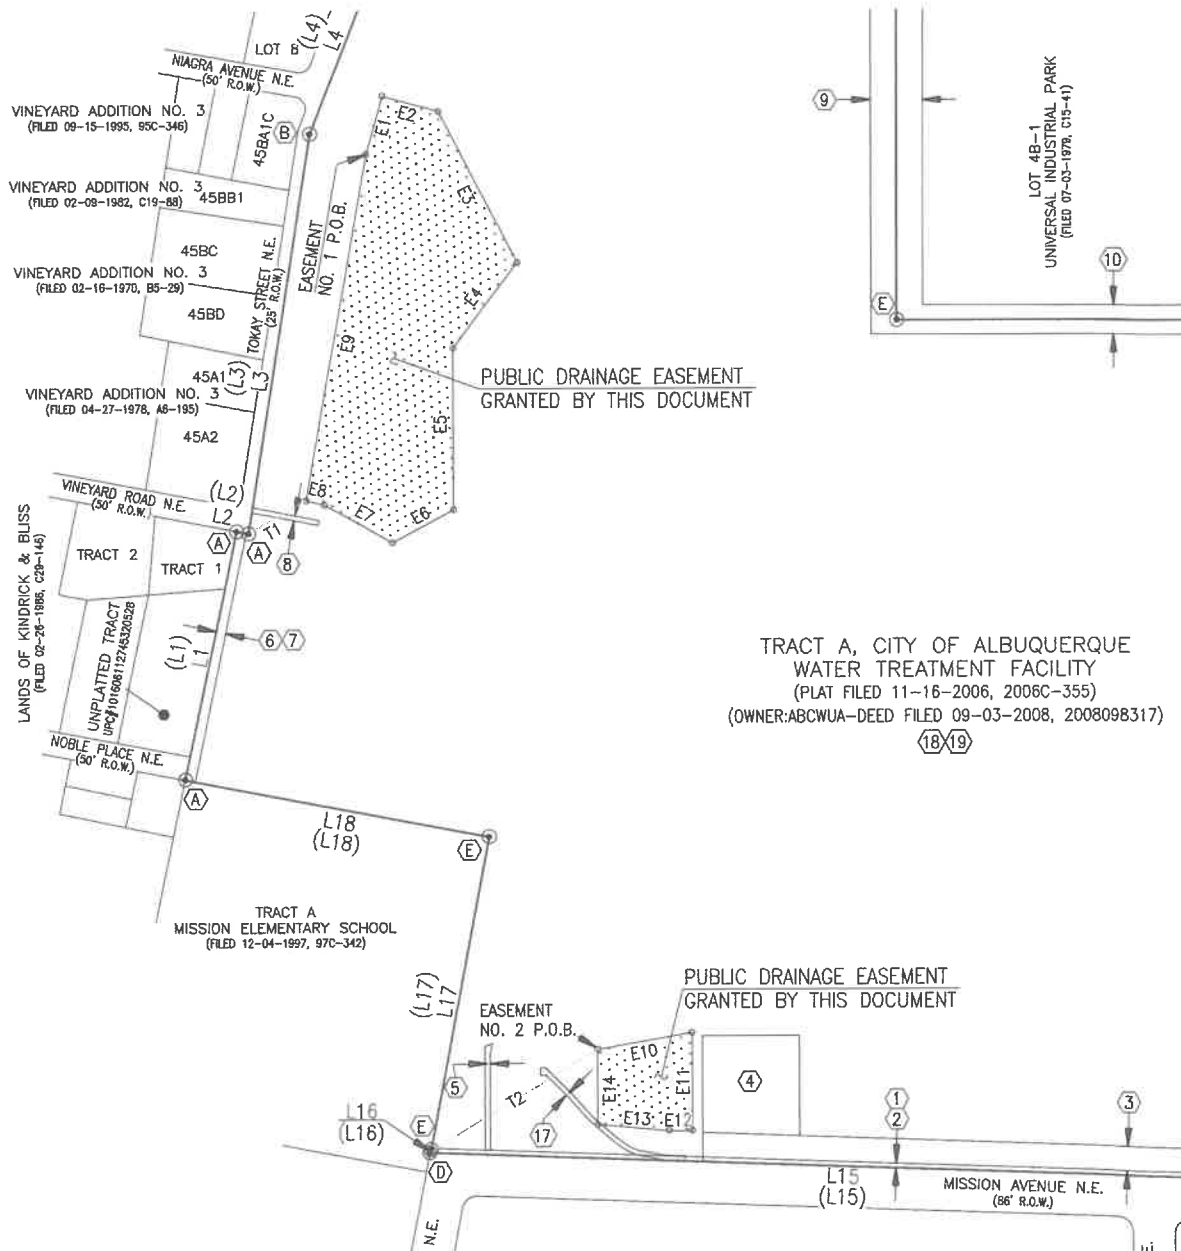 (L4)
L4
LOT 8
NIAGRA AVENUE N.E.
(50' R.O.W.)
VINEYARD ADDITION NO. 3
(FILED 09-15-1995, 95C-346)
45BA1C
B
E1
E2
VINEYARD ADDITION NO. 3
(FILED 02-09-1982, C19-88)
45BB1
E3
EASEMENT
NO. 1 P.O.B.
45BC
VINEYARD ADDITION NO. 3
(FILED 02-16-1970, B5-29)
45BD
TOKAY STREET N.E.
(25' R.O.W.)
E4
E9
45A1
(L3)
L3
VINEYARD ADDITION NO. 3
(FILED 04-27-1978, A6-195)
45A2
PUBLIC DRAINAGE EASEMENT
GRANTED BY THIS DOCUMENT
E5
9
LOT 4B-1
UNIVERSAL INDUSTRIAL PARK
(FILED 07-03-1979, C15-41)
10
E
VINEYARD ROAD N.E.
(50' R.O.W.)
(L2)
L2
E8
E7
E6
T1
A
A
8
LANDS OF KINDRICK & BLISS
(FILED 02-26-1986, C29-146)
TRACT 2
TRACT 1
6
7
(L1)
L1
UNPLATTED TRACT
UPC#101606112745320528
NOBLE PLACE N.E.
(50' R.O.W.)
A
TRACT A, CITY OF ALBUQUERQUE
WATER TREATMENT FACILITY
(PLAT FILED 11-16-2006, 2006C-355)
(OWNER:ABCWUA-DEED FILED 09-03-2008, 2008098317)
18
19
L18
(L18)
E
TRACT A
MISSION ELEMENTARY SCHOOL
(FILED 12-04-1997, 97C-342)
(L17)
L17
EASEMENT
NO. 2 P.O.B.
PUBLIC DRAINAGE EASEMENT
GRANTED BY THIS DOCUMENT
E10
E11
E14
E13
E12
4
5
T2
17
1
2
3
L16
(L16)
E
D
L15
(L15)
MISSION AVENUE N.E.
(86' R.O.W.)
N.E.